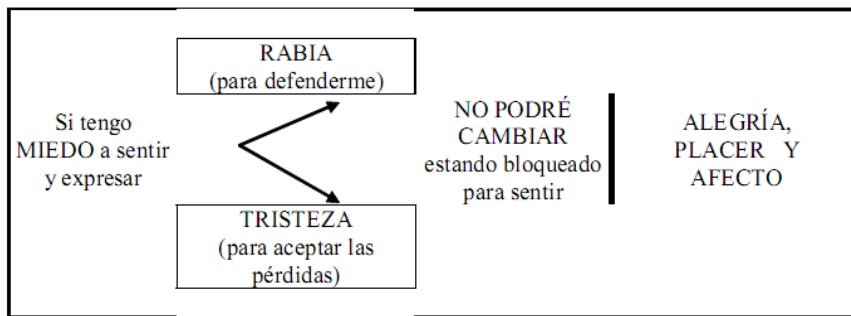 Si tengo
MIEDO a sentir
y expresar
RABIA
(para defenderme)
TRISTEZA
(para aceptar las
pérdidas)
NO PODRÉ
CAMBIAR
estando bloqueado
para sentir
ALEGRÍA,
PLACER Y
AFECTO